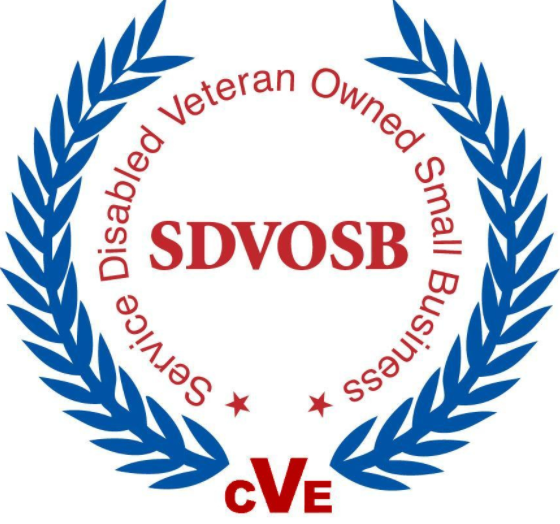 Service Disabled Veteran Owned Small Business
SDVOSB
CVE